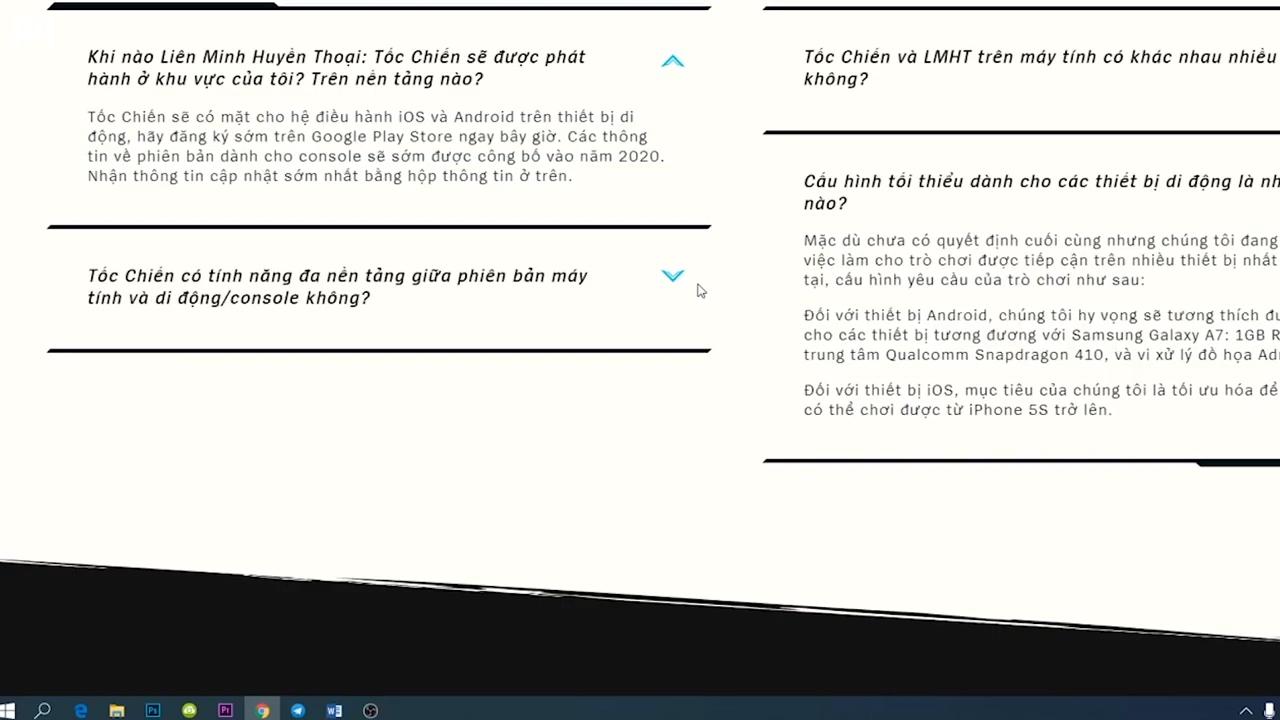 Khi nào Liên Minh Huyền Thoại: Tốc Chiến sẽ được phát
hành ở khu vực của tôi? Trên nền tảng nào?
Tốc Chiến sẽ có mặt cho hệ điều hành iOS và Android trên thiết bị di
động, hãy đăng ký sớm trên Google Play Store ngay bây giờ. Các thông
tin về phiên bản dành cho console sẽ sớm được công bố vào năm 2020.
Nhận thông tin cập nhật sớm nhất bằng hộp thông tin ở trên.
Tốc Chiến có tính năng đa nền tảng giữa phiên bản máy
tính và di động/console không?
Tốc Chiến và LMHT trên máy tính có khác nhau nhiều
không?
Cấu hình tối thiểu dành cho các thiết bị di động là
nào?
Mặc dù chưa có quyết định cuối cùng nhưng chúng tôi đang
việc làm cho trò chơi được tiếp cận trên nhiều thiết bị nhất
tại, cấu hình yêu cầu của trò chơi như sau:
Đối với thiết bị Android, chúng tôi hy vọng sẽ tương thích
cho các thiết bị tương đương với Samsung Galaxy A7: 1GB
trung tâm Qualcomm Snapdragon 410, và vi xử lý đồ họa
Đối với thiết bị iOS, mục tiêu của chúng tôi là tối ưu hóa để
có thể chơi được từ iPhone 5S trở lên.